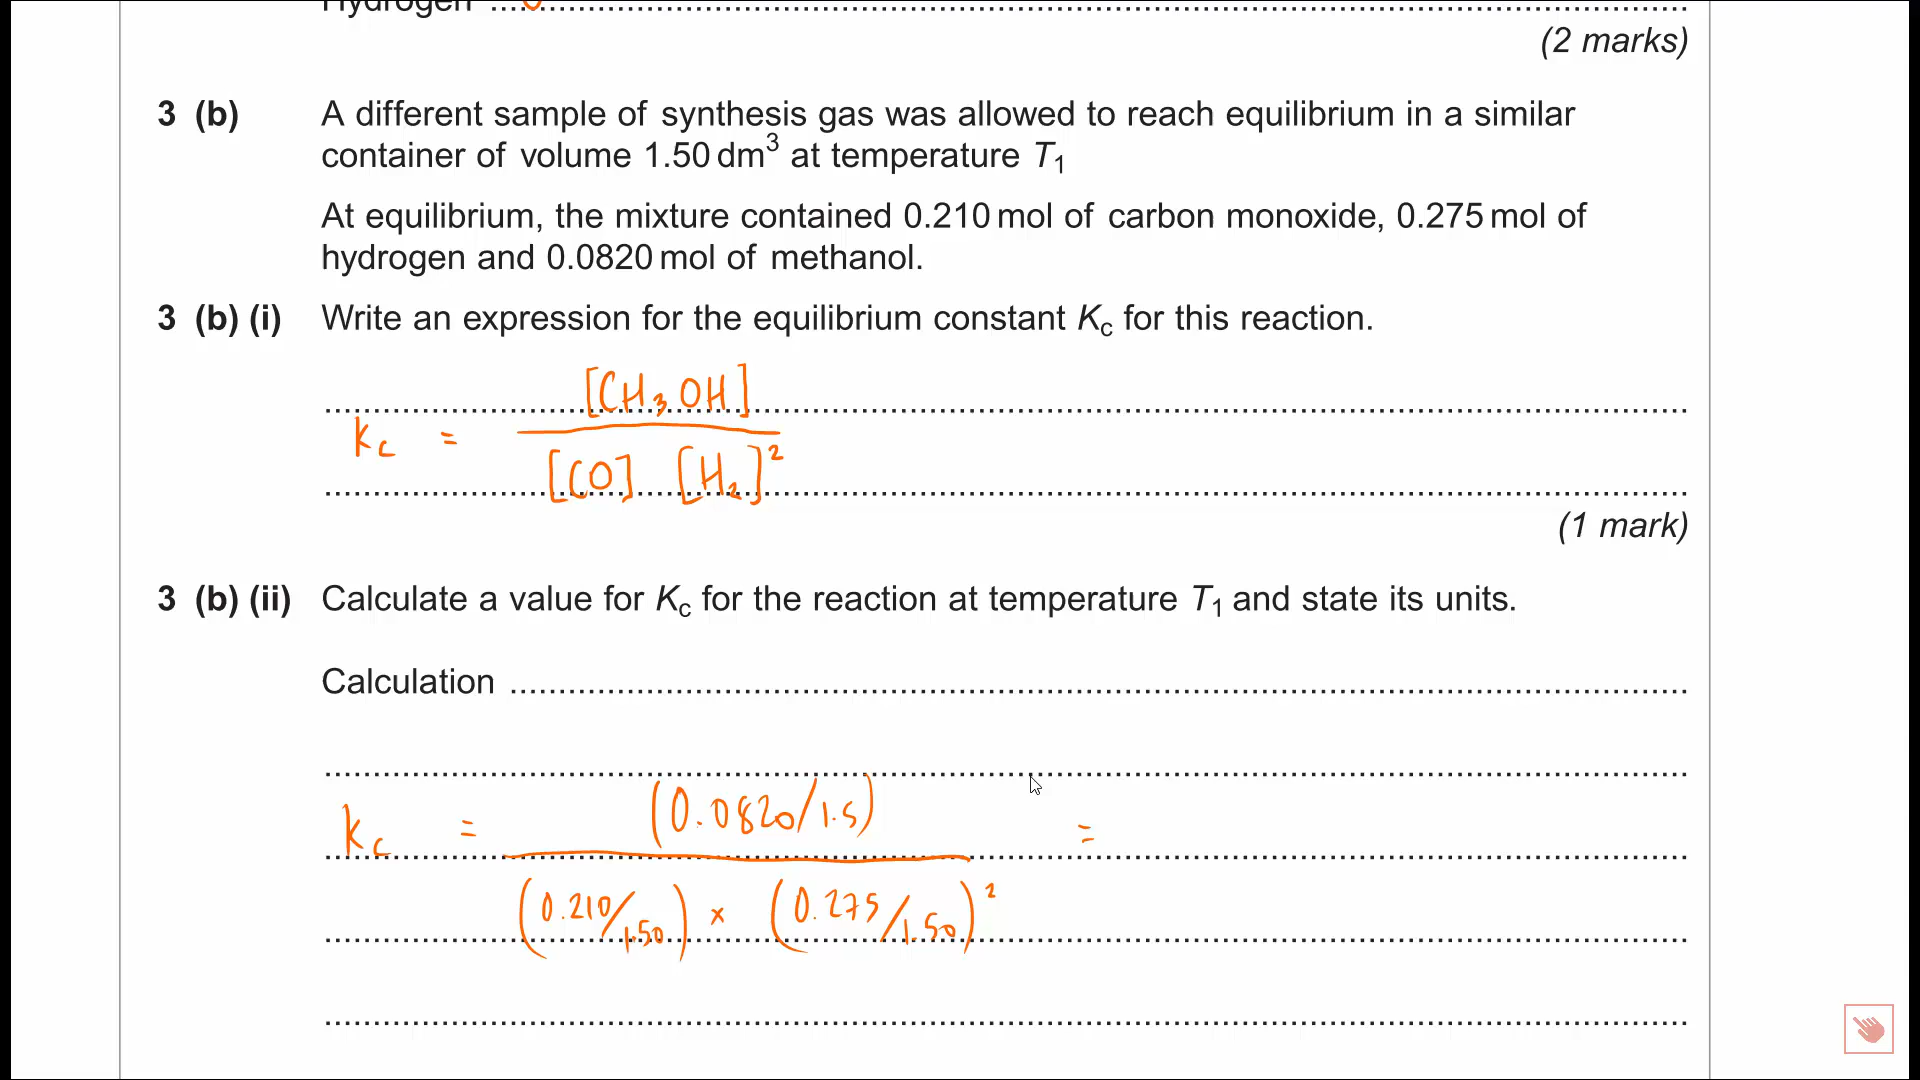 Hydrogen
(2 marks)
3 (b) A different sample of synthesis gas was allowed to reach equilibrium in a similar
container of volume 1.50 dm³ at temperature T₁
At equilibrium, the mixture contained 0.210 mol of carbon monoxide, 0.275 mol of
hydrogen and 0.0820 mol of methanol.
3 (b) (i) Write an expression for the equilibrium constant Kc for this reaction.
[CH₃OH]
Kc =
[CO] [H₂]²
(1 mark)
3 (b) (ii) Calculate a value for Kc for the reaction at temperature T₁ and state its units.
Calculation
(0.0820/1.5)
Kc = =
(0.210/1.50) × (0.275/1.50)²